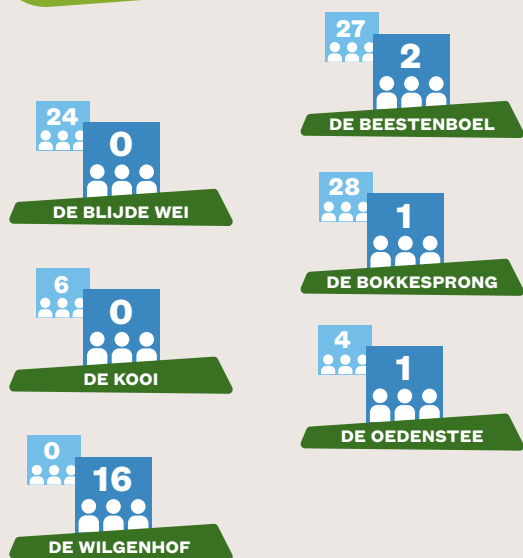 24
0
DE BLIJDE WEI
6
0
DE KOOI
0
16
DE WILGENHOF
27
2
DE BEESTENBOEL
28
1
DE BOKKESPRONG
4
1
DE OEDENSTEE